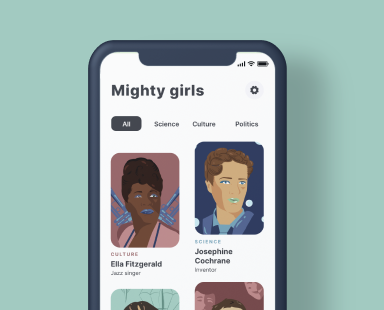 Mighty girls
All Science Culture Politics
CULTURE
Ella Fitzgerald
Jazz singer
SCIENCE
Josephine
Cochrane
Inventor